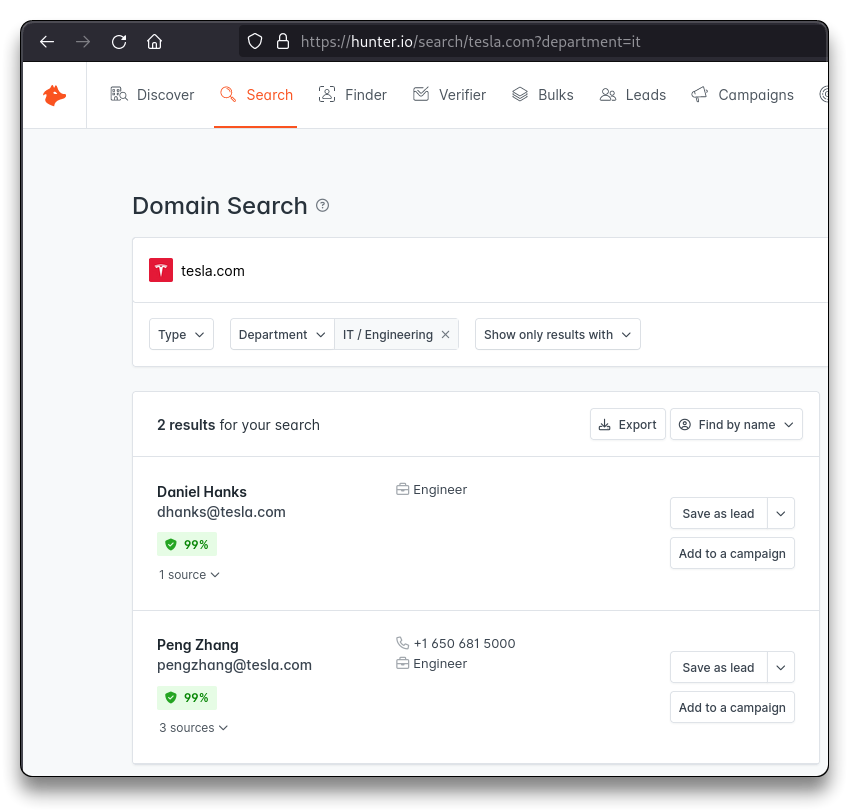 https://hunter.io/search/tesla.com?department=it
Discover Search Finder Verifier Bulks Leads Campaigns
Domain Search ?
tesla.com
Type Department IT / Engineering × Show only results with
2 results for your search Export Find by name
Daniel Hanks
dhanks@tesla.com
99%
1 source
Engineer
Save as lead
Add to a campaign
Peng Zhang
pengzhang@tesla.com
99%
3 sources
+1 650 681 5000
Engineer
Save as lead
Add to a campaign